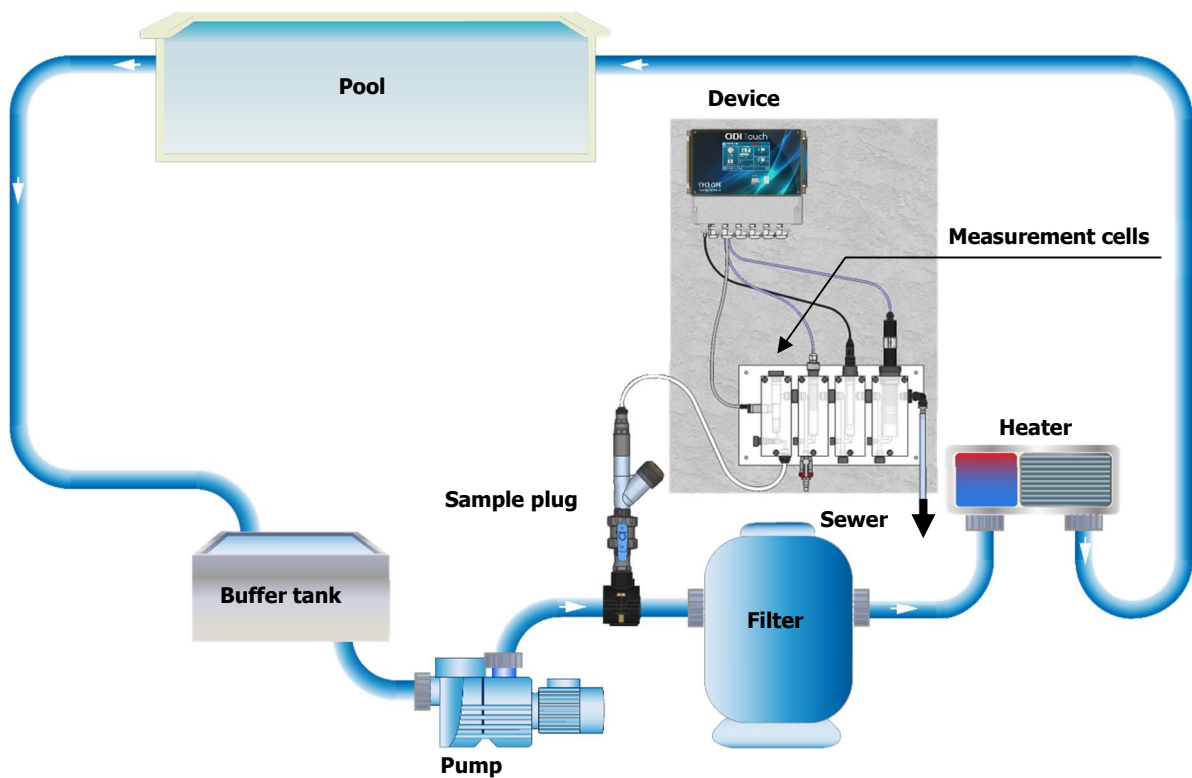 Pool
Device
ODI Touch
Measurement cells
Heater
Sample plug
Sewer
Buffer tank
Filter
Pump